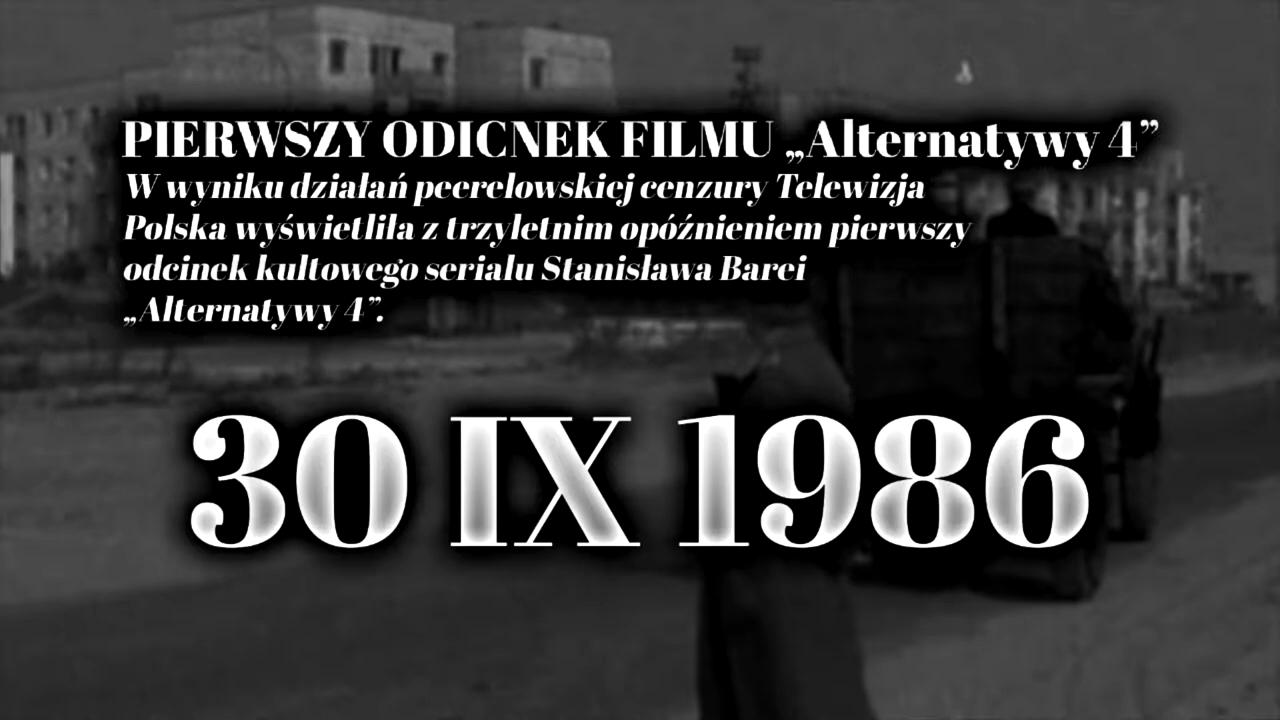 PIERWSZY ODICNEK FILMU „Alternatywy 4”
W wyniku działań peerelowskiej cenzury Telewizja
Polska wyświetliła z trzyletnim opóźnieniem pierwszy
odcinek kultowego serialu Stanisława Barei
„Alternatywy 4”.
30 IX 1986